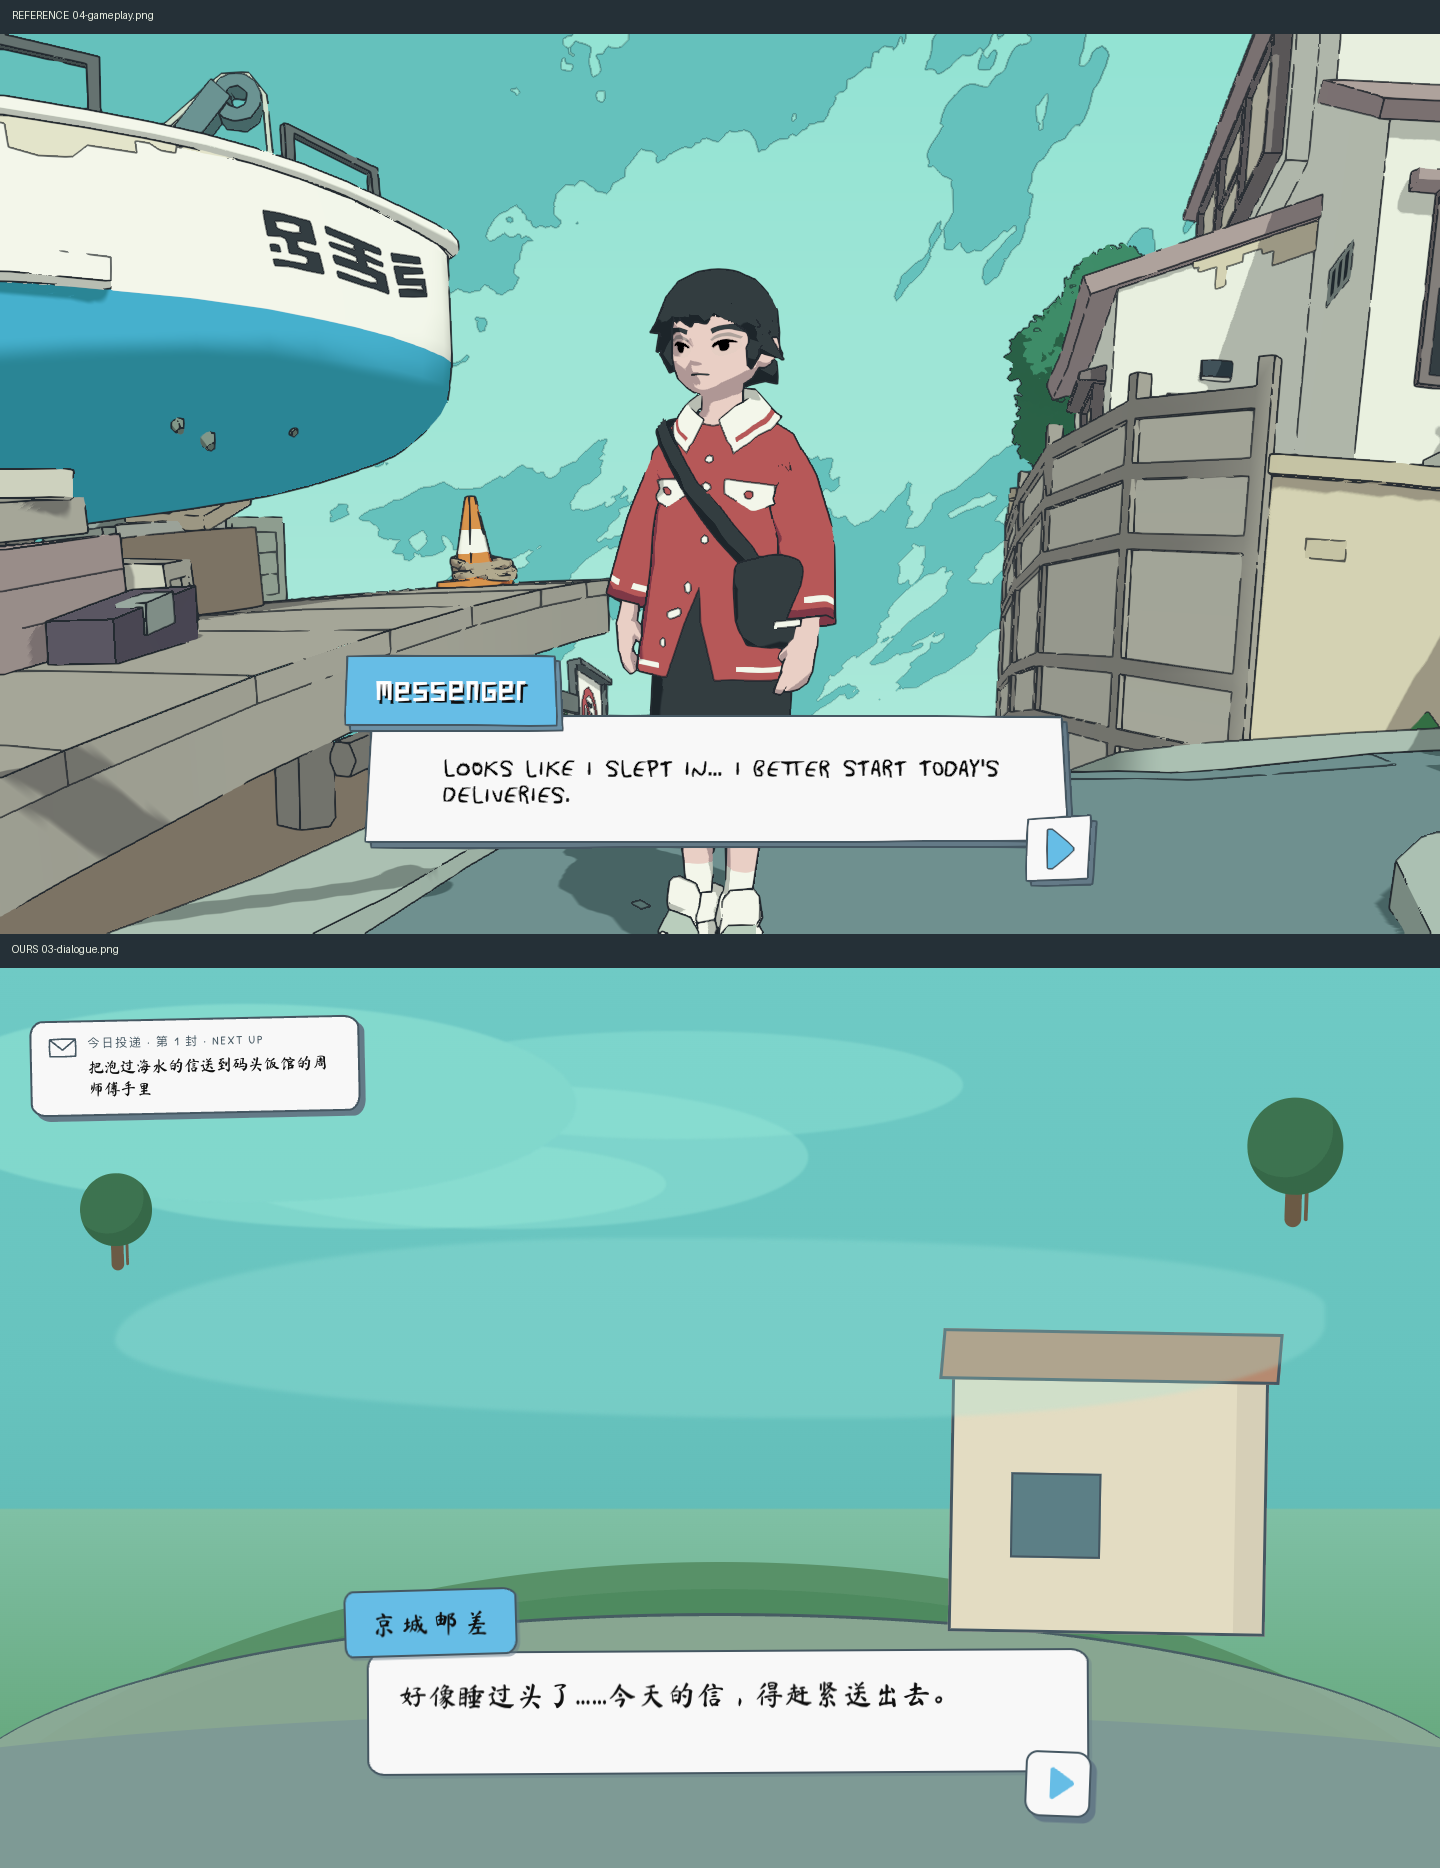 REFERENCE 04-gameplay.png
messenger
LOOKS LIKE I SLEPT IN... I BETTER START TODAY'S
DELIVERIES.
OURS 03-dialogue.png
今日投递 · 第 1 封 · NEXT UP
把泡过海水的信送到码头饭馆的周
师傅手里
京城邮差
好像睡过头了……今天的信，得赶紧送出去。